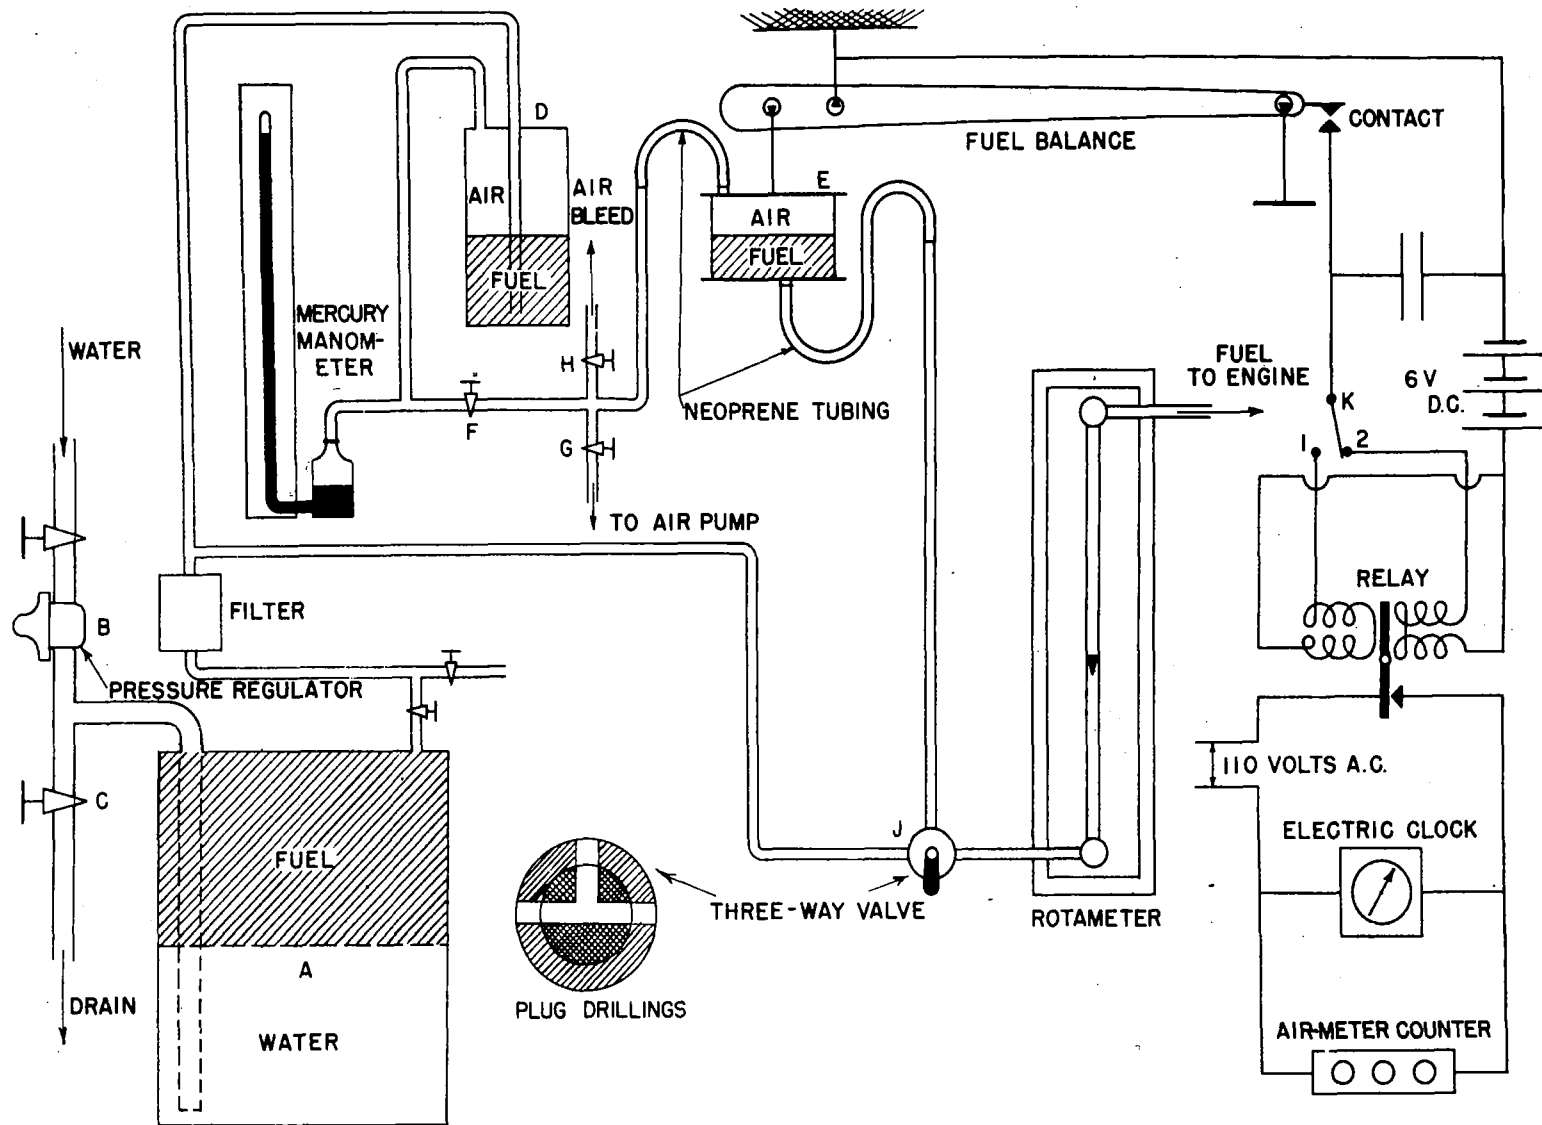 D
AIR
AIR
BLEED
FUEL
E
AIR
FUEL
FUEL BALANCE
CONTACT
MERCURY
MANOM-
ETER
WATER
H
F
G
NEOPRENE TUBING
TO AIR PUMP
FUEL
TO ENGINE
6 V
D.C.
K
1
2
RELAY
FILTER
B
PRESSURE REGULATOR
C
110 VOLTS A.C.
J
ELECTRIC CLOCK
FUEL
THREE-WAY VALVE
ROTAMETER
A
DRAIN
WATER
PLUG DRILLINGS
AIR-METER COUNTER